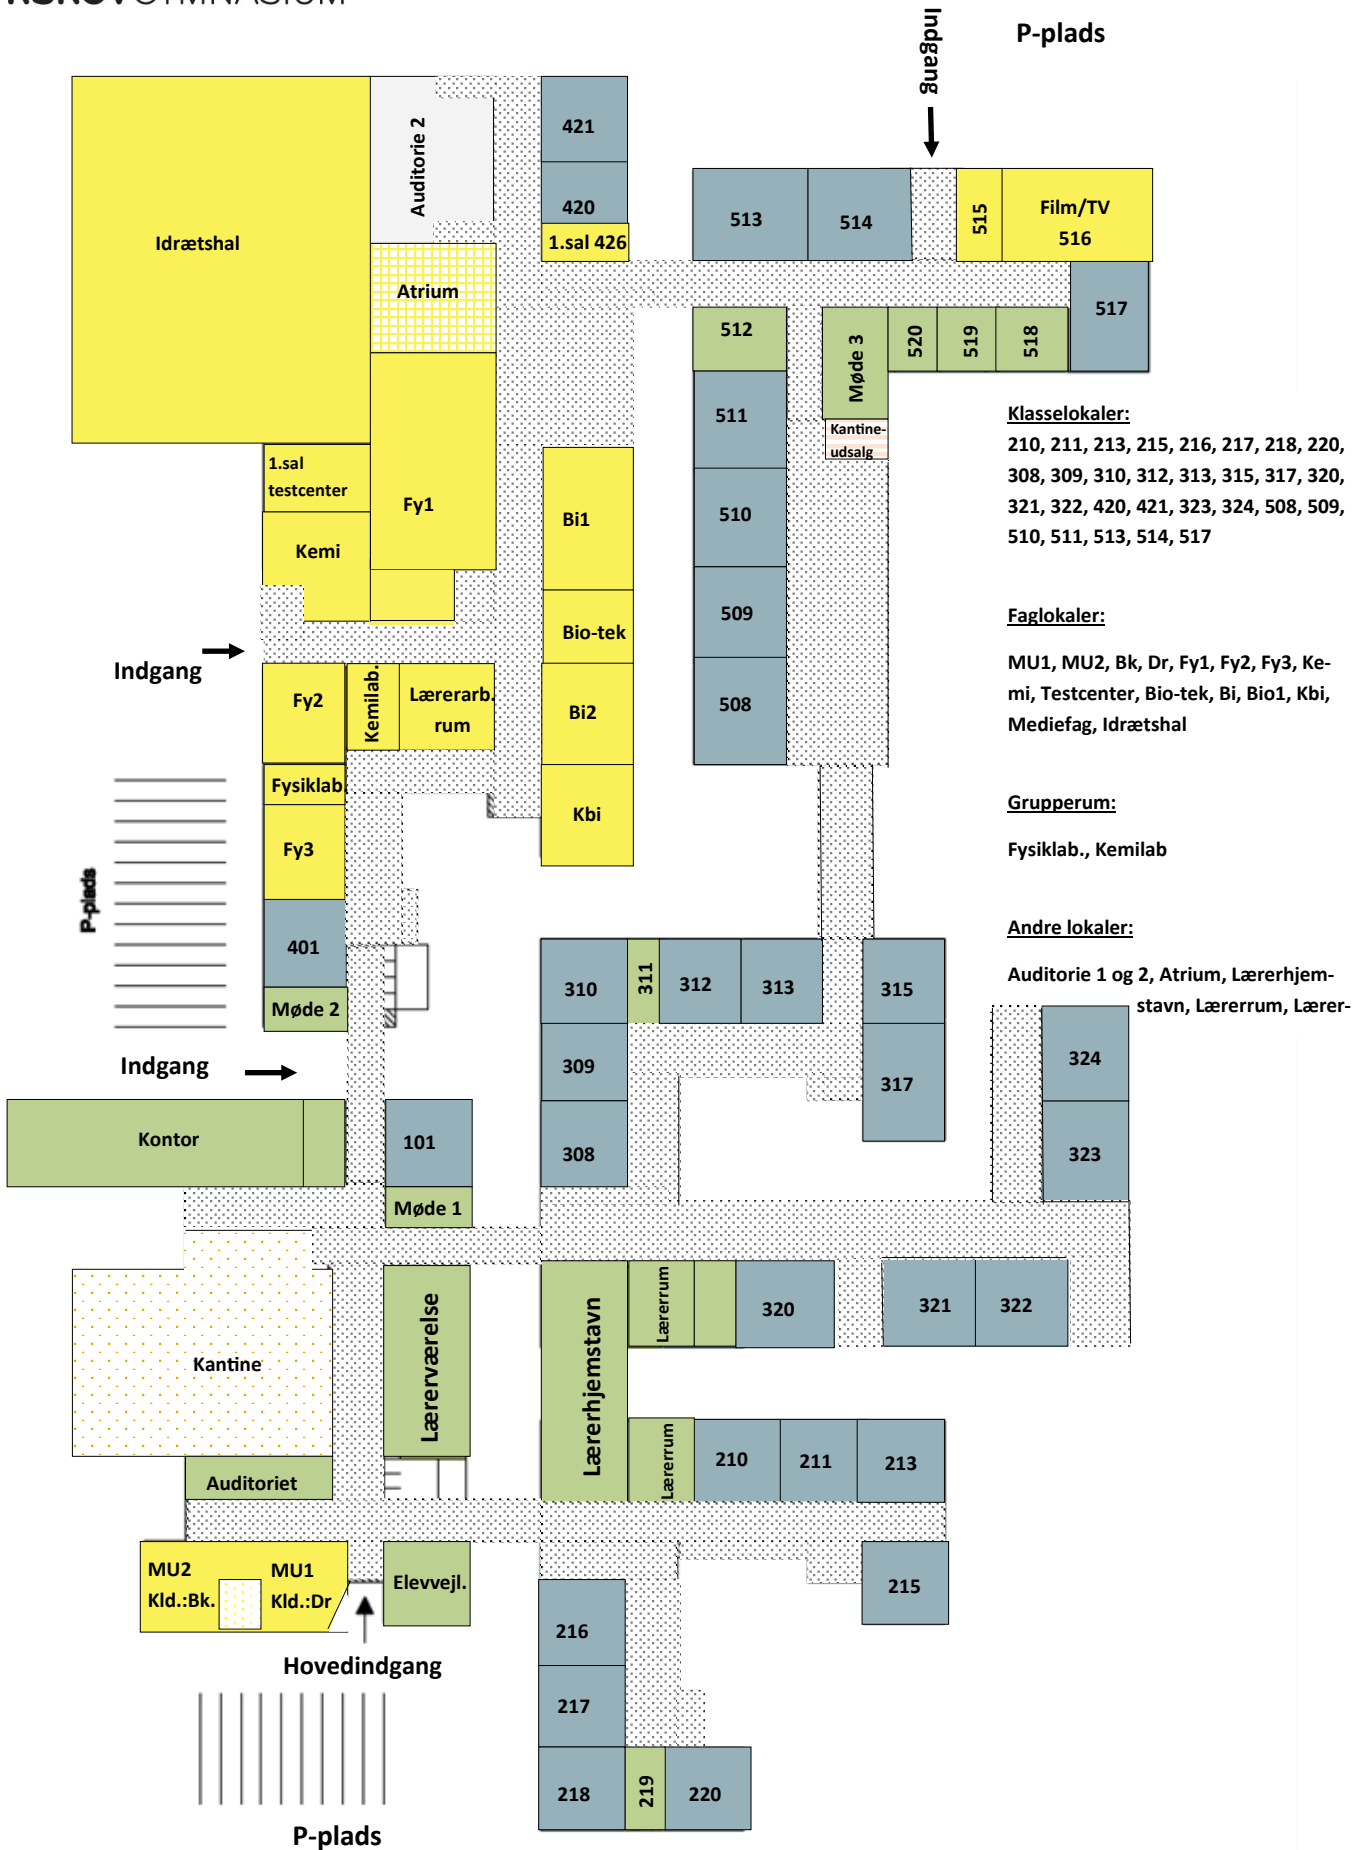 GYMNASIUM
Indgang
P-plads
Auditorie 2
421
420
1.sal 426
Idrætshal
Atrium
513
514
515
Film/TV
516
517
512
Møde 3
520
519
518
Kantine-
udsalg
511
510
509
508
1.sal
testcenter
Kemi
Fy1
Bi1
Bio-tek
Bi2
Kbi
Indgang
Fy2
Kemilab.
Lærerarb.
rum
Fysiklab.
Fy3
P-plads
401
Møde 2
Klasselokaler:
210, 211, 213, 215, 216, 217, 218, 220,
308, 309, 310, 312, 313, 315, 317, 320,
321, 322, 420, 421, 323, 324, 508, 509,
510, 511, 513, 514, 517
Faglokaler:
MU1, MU2, Bk, Dr, Fy1, Fy2, Fy3, Ke-
mi, Testcenter, Bio-tek, Bi, Bio1, Kbi,
Mediefag, Idrætshal
Grupperum:
Fysiklab., Kemilab
Andre lokaler:
Auditorie 1 og 2, Atrium, Lærerhjem-
stavn, Lærerrum, Lærer-
310
311
312
313
315
309
317
308
324
323
Indgang
Kontor
101
Møde 1
Kantine
Lærerværelse
Lærerhjemstavn
Lærerrum
320
321
322
Lærerrum
210
211
213
Auditoriet
MU2
Kld.:Bk.
MU1
Kld.:Dr
Elevvejl.
Hovedindgang
215
216
217
218
219
220
P-plads